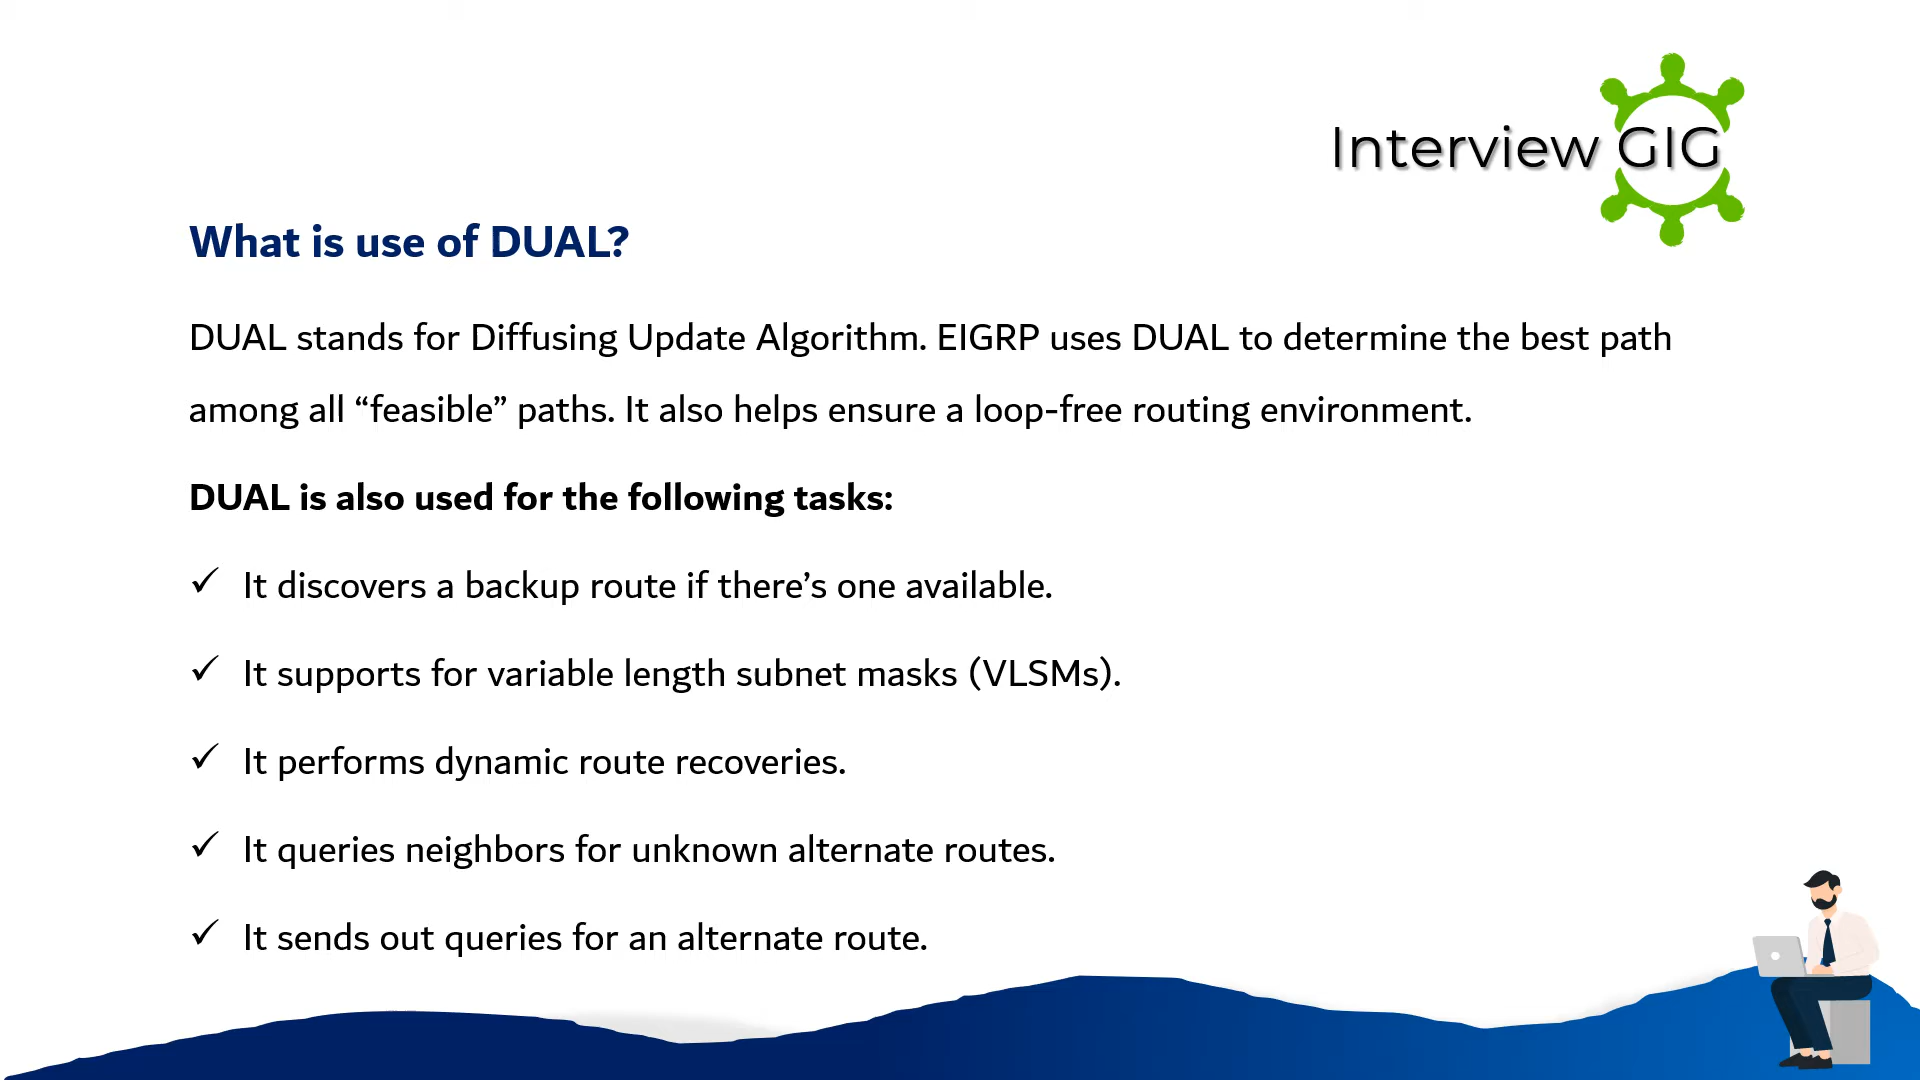 Interview GIG
What is use of DUAL?
DUAL stands for Diffusing Update Algorithm. EIGRP uses DUAL to determine the best path
among all “feasible” paths. It also helps ensure a loop-free routing environment.
DUAL is also used for the following tasks:
✓ It discovers a backup route if there’s one available.
✓ It supports for variable length subnet masks (VLSMs).
✓ It performs dynamic route recoveries.
✓ It queries neighbors for unknown alternate routes.
✓ It sends out queries for an alternate route.